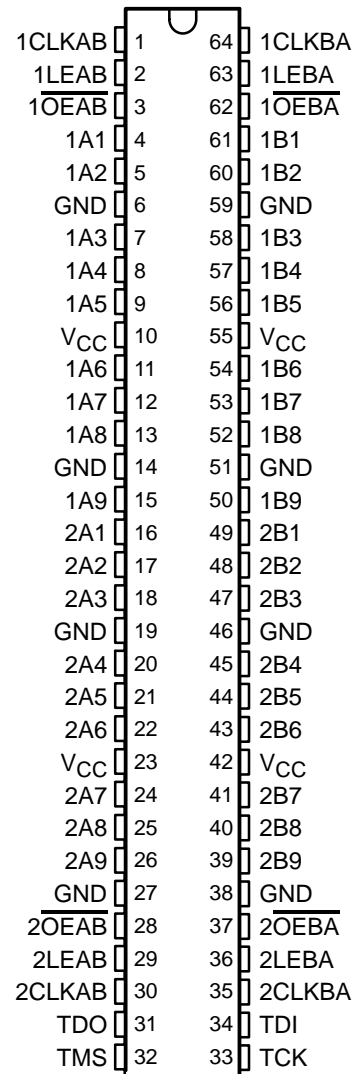 1CLKAB 1 64 1CLKBA
1LEAB 2 63 1LEBA
1OEAB 3 62 1OEBA
1A1 4 61 1B1
1A2 5 60 1B2
GND 6 59 GND
1A3 7 58 1B3
1A4 8 57 1B4
1A5 9 56 1B5
VCC 10 55 VCC
1A6 11 54 1B6
1A7 12 53 1B7
1A8 13 52 1B8
GND 14 51 GND
1A9 15 50 1B9
2A1 16 49 2B1
2A2 17 48 2B2
2A3 18 47 2B3
GND 19 46 GND
2A4 20 45 2B4
2A5 21 44 2B5
2A6 22 43 2B6
VCC 23 42 VCC
2A7 24 41 2B7
2A8 25 40 2B8
2A9 26 39 2B9
GND 27 38 GND
2OEAB 28 37 2OEBA
2LEAB 29 36 2LEBA
2CLKAB 30 35 2CLKBA
TDO 31 34 TDI
TMS 32 33 TCK